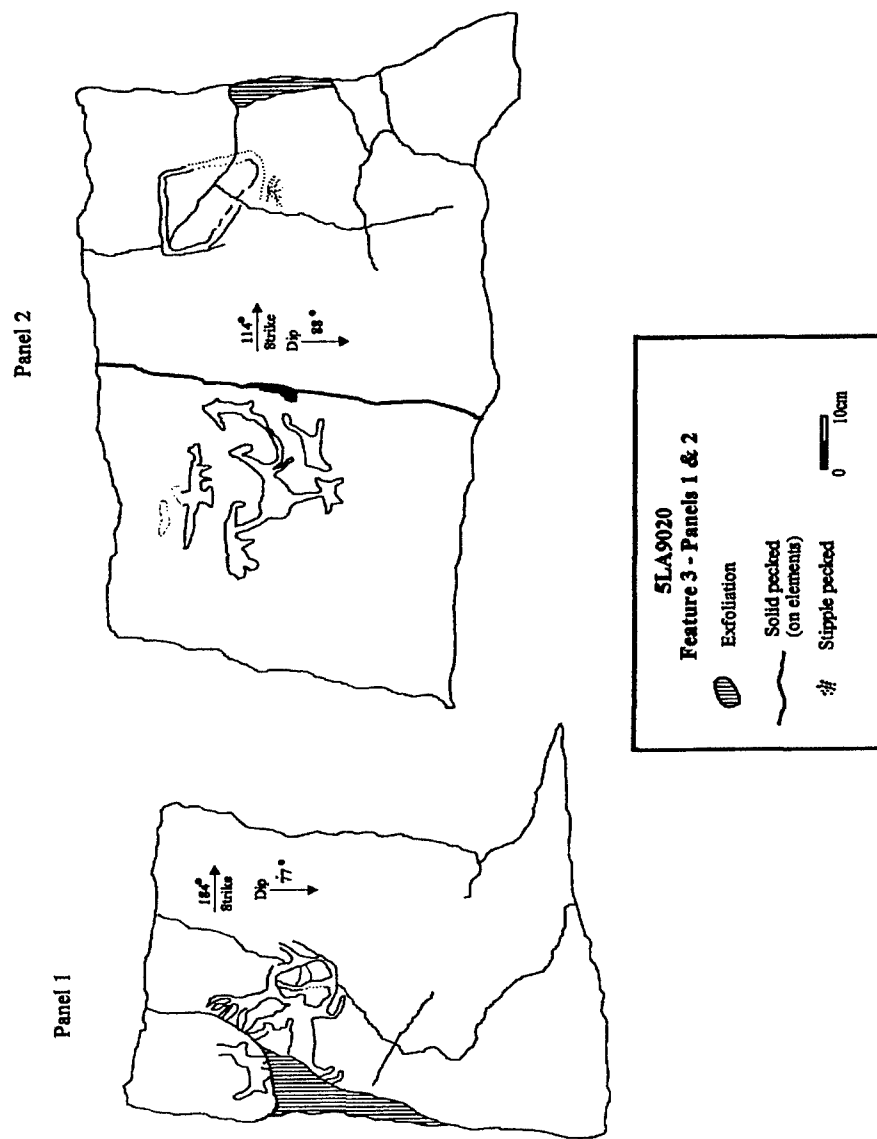 Panel 1
184°
Strike
Dip
77°
Panel 2
114°
Strike
Dip
88°
5LA9020
Feature 3 - Panels 1 & 2
Exfoliation
Solid pecked
(on elements)
Stipple pecked
0 10cm